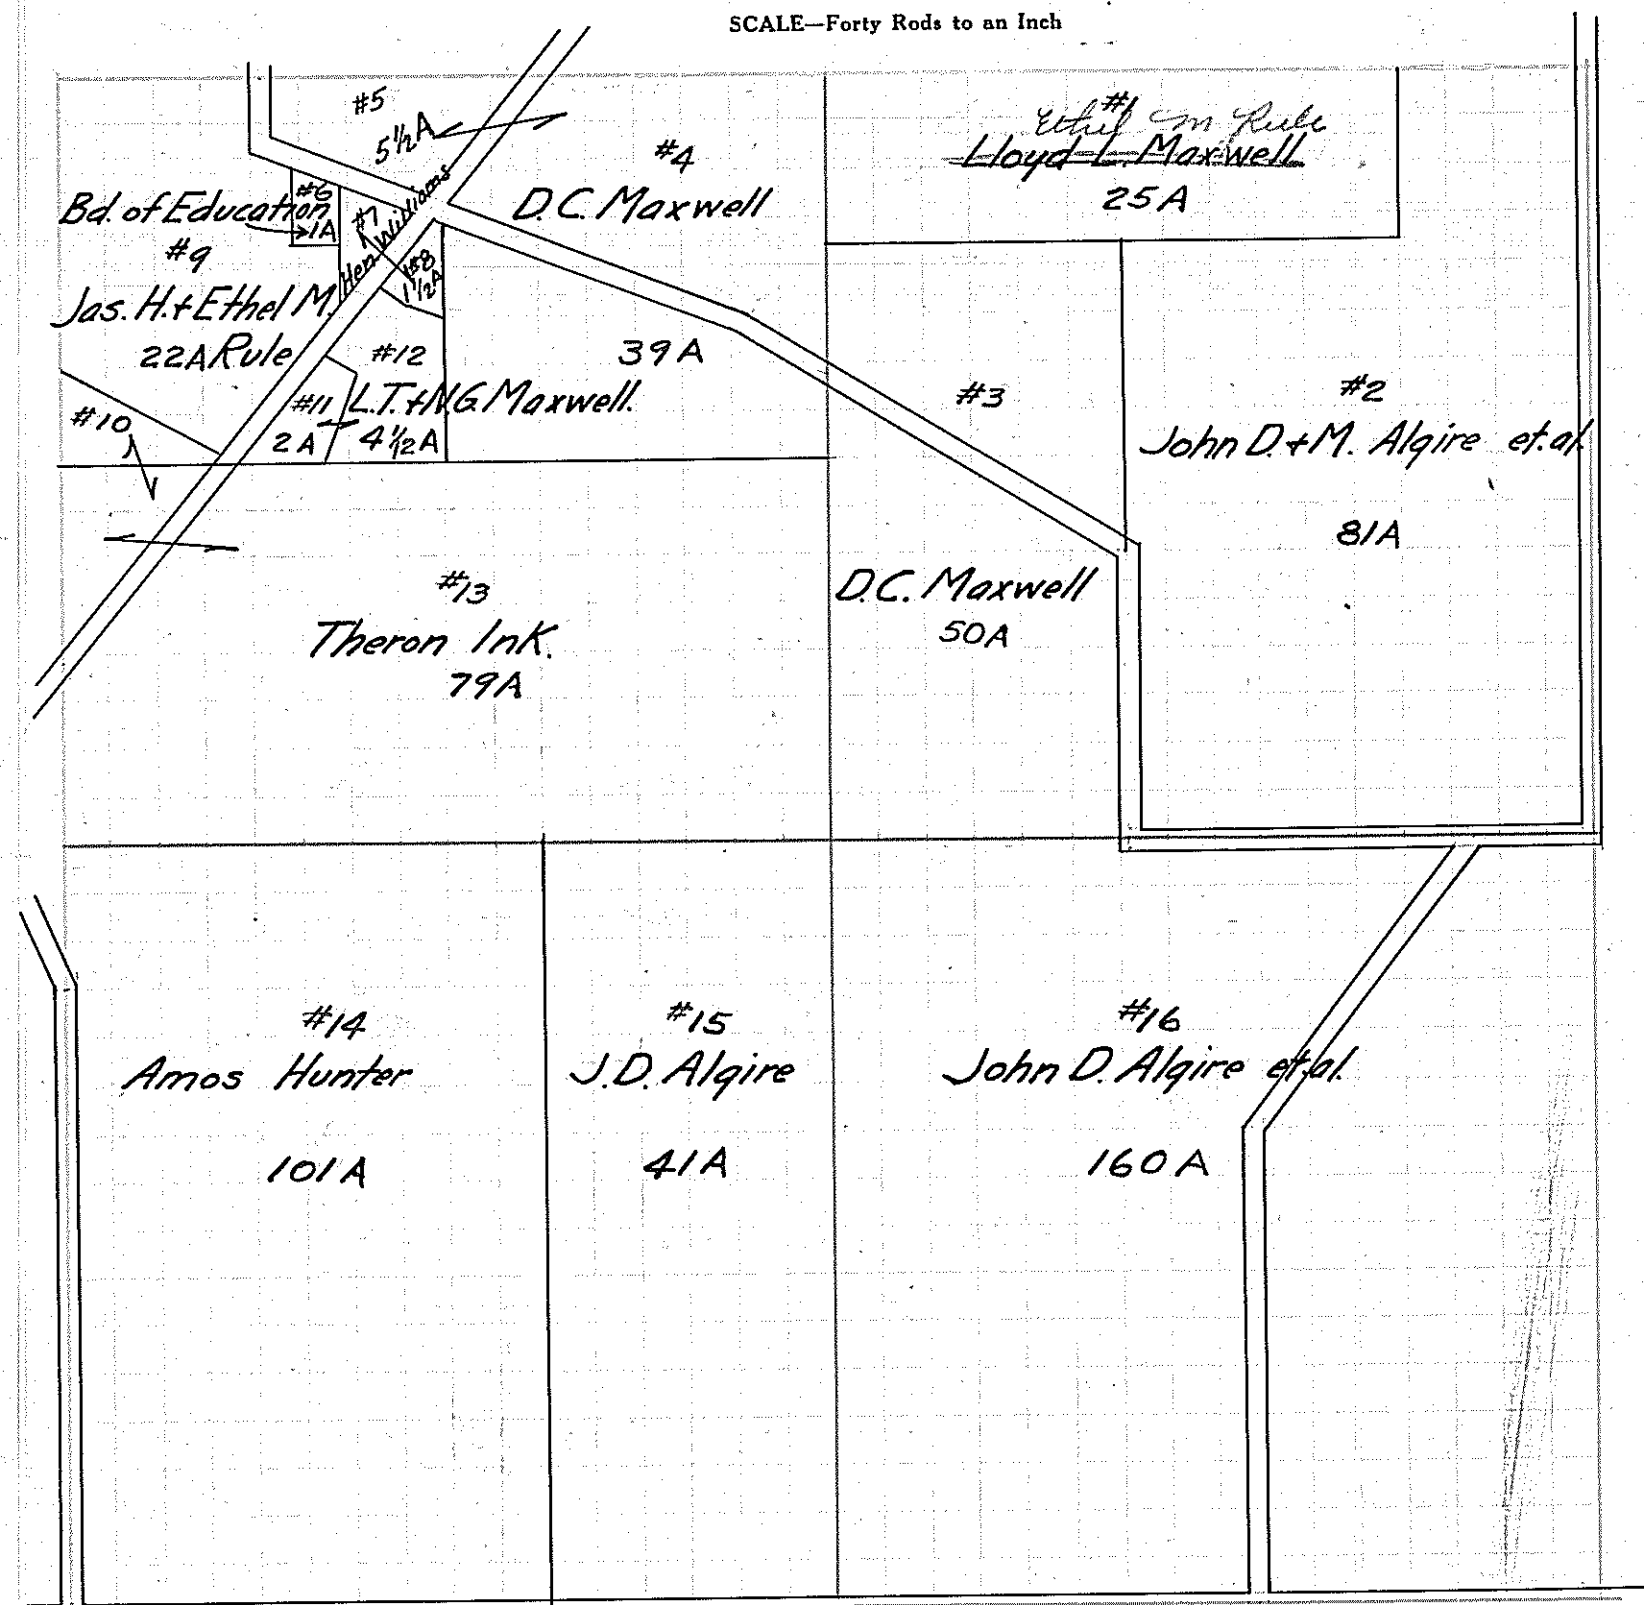 SCALE—Forty Rods to an Inch
#5
5½A
#4
D.C. Maxwell
39A
#1
Ethel M Rule
Lloyd L. Maxwell
25A
Bd. of Education
#6
1A
#7
Hen. Williams
#8
1½A
#9
Jas. H. + Ethel M.
22A Rule
#10
#11
2A
#12
L.T. + N.G. Maxwell.
4½A
#3
D.C. Maxwell
50A
#2
John D. + M. Algire et.al.
81A
#13
Theron Ink.
79A
#14
Amos Hunter
101A
#15
J.D. Algire
41A
#16
John D. Algire et.al.
160A